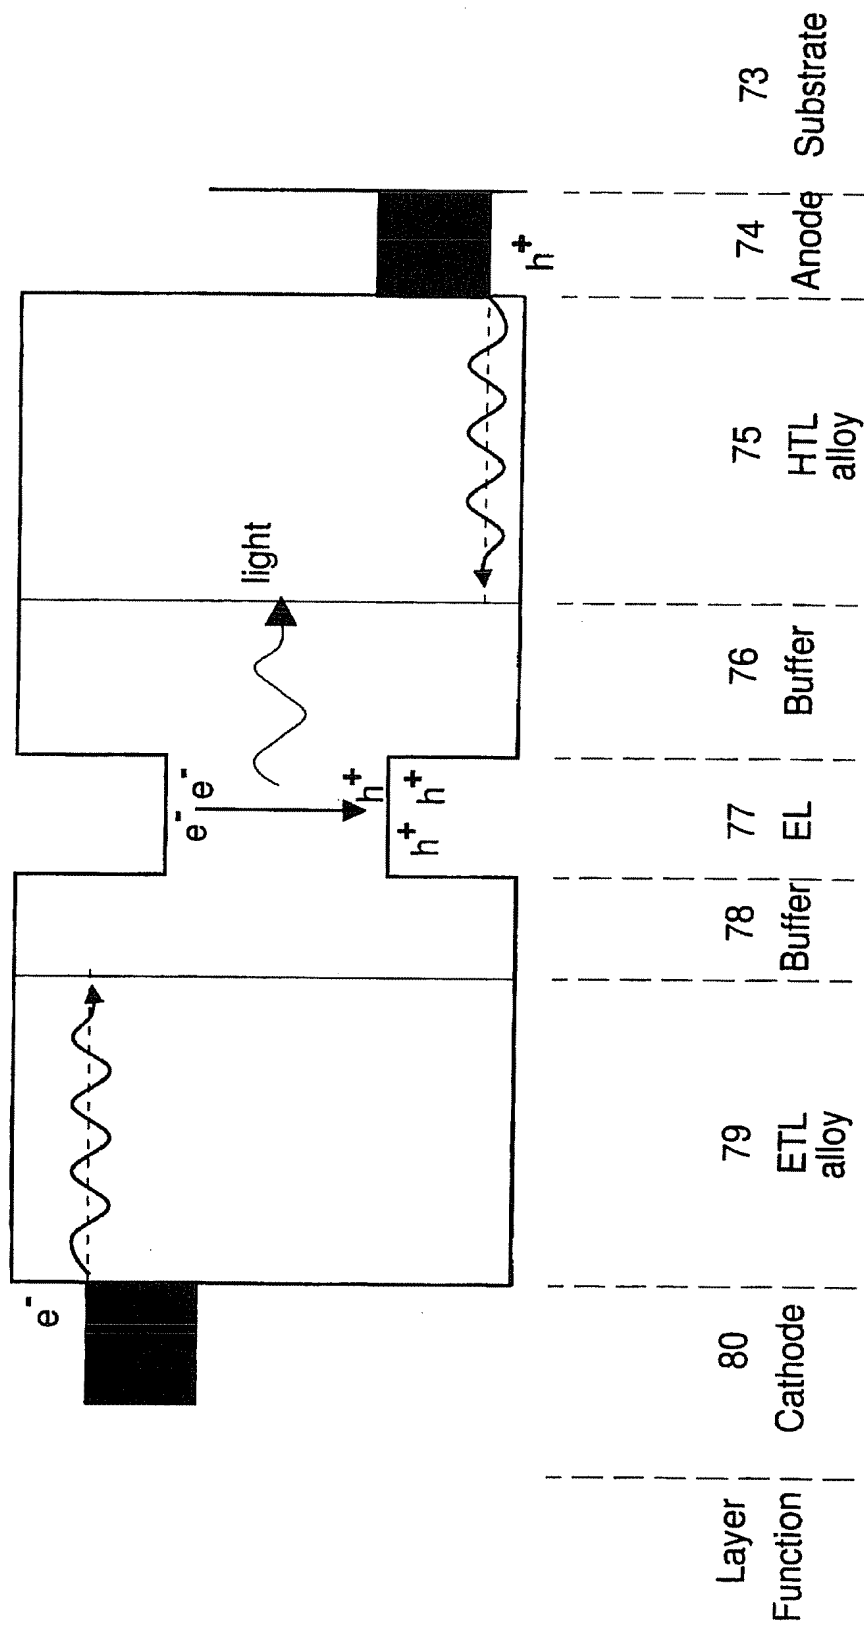 e⁻
e⁻ e⁻
light
h⁺
h⁺ h⁺
h⁺
Layer 80 79 78 77 76 75 74 73
Function Cathode ETL Buffer EL Buffer HTL Anode Substrate
alloy alloy